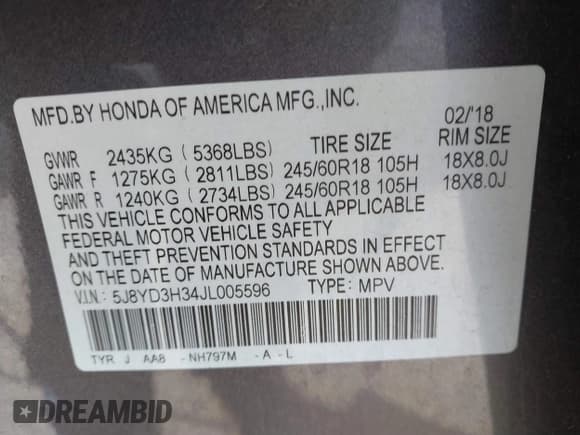 MFD.BY HONDA OF AMERICA MFG.,INC. 02/'18
GVWR 2435KG ( 5368LBS) TIRE SIZE RIM SIZE
GAWR F 1275KG ( 2811LBS) 245/60R18 105H 18X8.0J
GAWR R 1240KG ( 2734LBS) 245/60R18 105H 18X8.0J
THIS VEHICLE CONFORMS TO ALL APPLICABLE
FEDERAL MOTOR VEHICLE SAFETY
AND THEFT PREVENTION STANDARDS IN EFFECT
ON THE DATE OF MANUFACTURE SHOWN ABOVE.
V.I.N: 5J8YD3H34JL005596 TYPE: MPV
TYR J AA8 - NH797M - A - L
DREAMBID